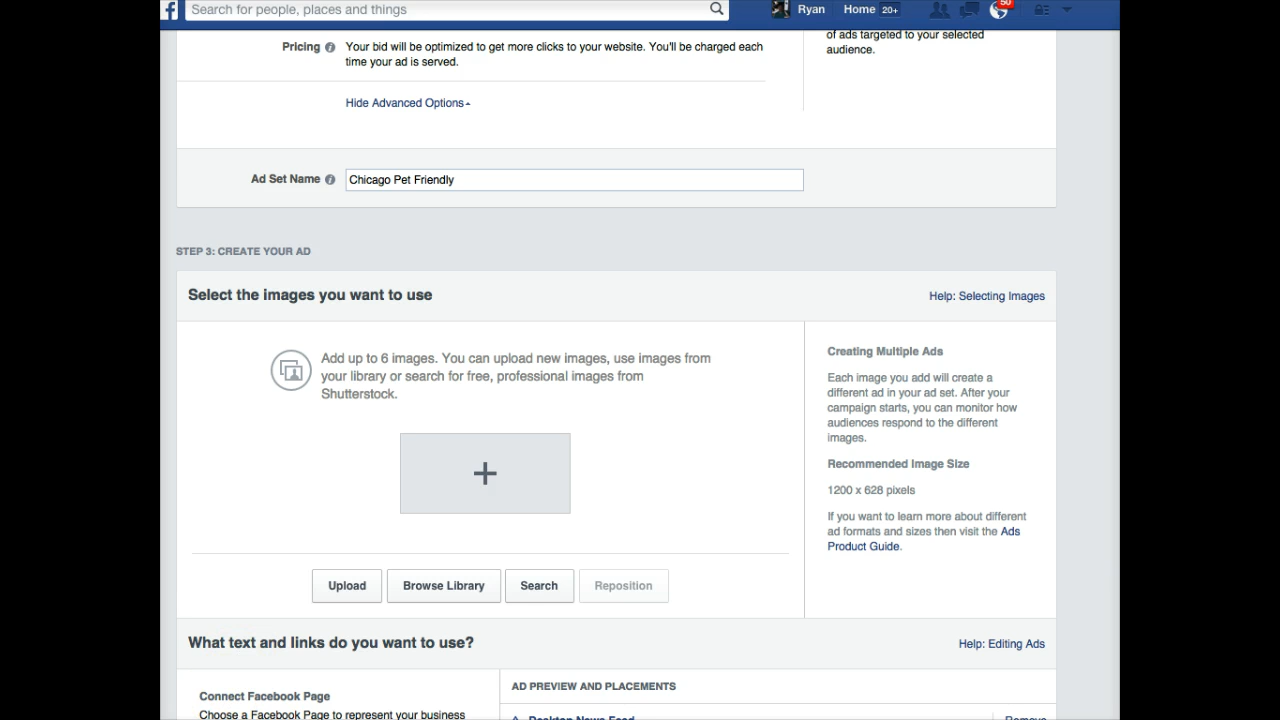 f Search for people, places and things Ryan Home 20+ 50
Pricing i Your bid will be optimized to get more clicks to your website. You'll be charged each
time your ad is served.
of ads targeted to your selected
audience.
Hide Advanced Options
Ad Set Name i Chicago Pet Friendly
STEP 3: CREATE YOUR AD
Select the images you want to use Help: Selecting Images
Add up to 6 images. You can upload new images, use images from
your library or search for free, professional images from
Shutterstock.
+
Upload Browse Library Search Reposition
Creating Multiple Ads
Each image you add will create a
different ad in your ad set. After your
campaign starts, you can monitor how
audiences respond to the different
images.
Recommended Image Size
1200 x 628 pixels
If you want to learn more about different
ad formats and sizes then visit the Ads
Product Guide.
What text and links do you want to use? Help: Editing Ads
Connect Facebook Page
Choose a Facebook Page to represent your business
AD PREVIEW AND PLACEMENTS
Desktop News Feed Remove